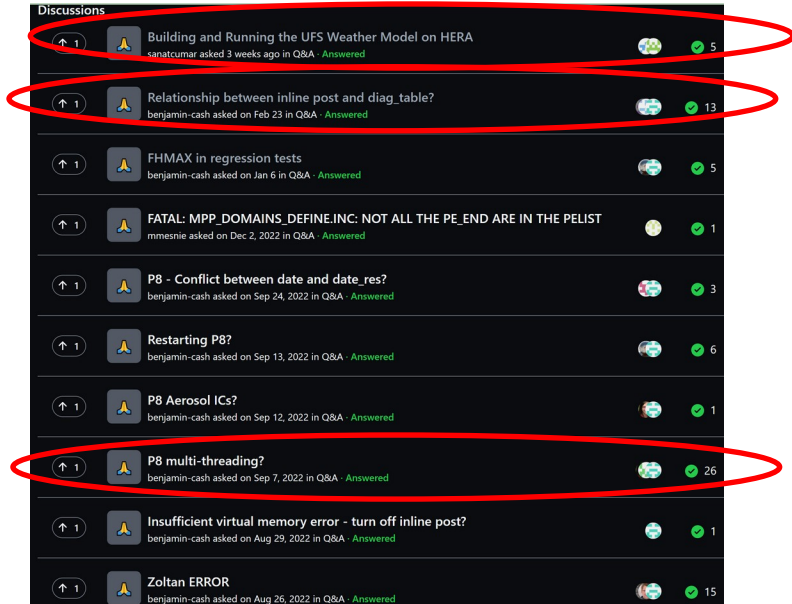 Discussions
↑ 1 Building and Running the UFS Weather Model on HERA 5
sanatcumar asked 3 weeks ago in Q&A · Answered
↑ 1 Relationship between inline post and diag_table? 13
benjamin-cash asked on Feb 23 in Q&A · Answered
↑ 1 FHMAX in regression tests 5
benjamin-cash asked on Jan 6 in Q&A · Answered
↑ 1 FATAL: MPP_DOMAINS_DEFINE.INC: NOT ALL THE PE_END ARE IN THE PELIST 1
mmesnie asked on Dec 2, 2022 in Q&A · Answered
↑ 1 P8 - Conflict between date and date_res? 3
benjamin-cash asked on Sep 24, 2022 in Q&A · Answered
↑ 1 Restarting P8? 6
benjamin-cash asked on Sep 13, 2022 in Q&A · Answered
↑ 1 P8 Aerosol ICs? 1
benjamin-cash asked on Sep 12, 2022 in Q&A · Answered
↑ 1 P8 multi-threading? 26
benjamin-cash asked on Sep 7, 2022 in Q&A · Answered
↑ 1 Insufficient virtual memory error - turn off inline post? 1
benjamin-cash asked on Aug 29, 2022 in Q&A · Answered
↑ 1 Zoltan ERROR 15
benjamin-cash asked on Aug 26, 2022 in Q&A · Answered